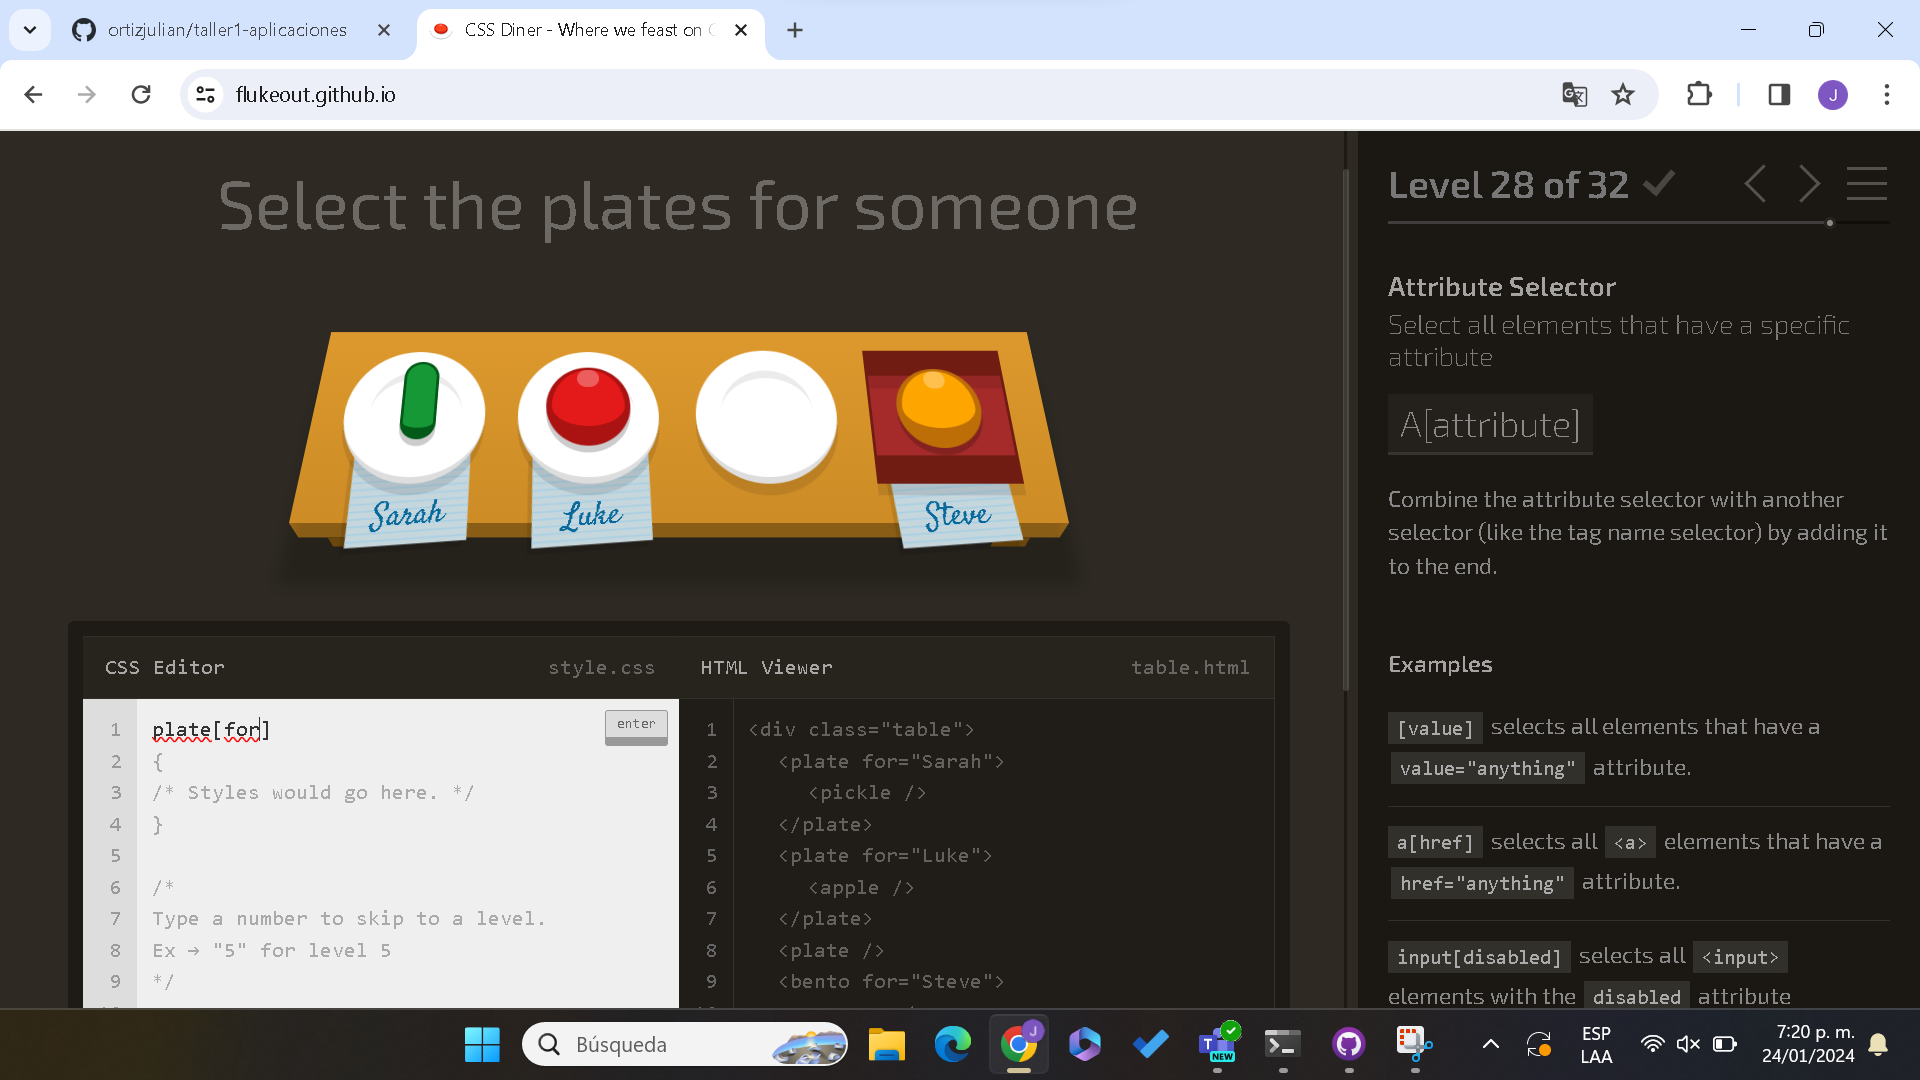 ortizjulian/taller1-aplicaciones
CSS Diner - Where we feast on
flukeout.github.io
J
Select the plates for someone
Sarah
Luke
Steve
CSS Editor
style.css
HTML Viewer
table.html
1 plate[for]
2 {
3 /* Styles would go here. */
4 }
5
6 /*
7 Type a number to skip to a level.
8 Ex → "5" for level 5
9 */
enter
1 <div class="table">
2 <plate for="Sarah">
3 <pickle />
4 </plate>
5 <plate for="Luke">
6 <apple />
7 </plate>
8 <plate />
9 <bento for="Steve">
Level 28 of 32
Attribute Selector
Select all elements that have a specific
attribute
A[attribute]
Combine the attribute selector with another
selector (like the tag name selector) by adding it
to the end.
Examples
[value] selects all elements that have a
value="anything" attribute.
a[href] selects all <a> elements that have a
href="anything" attribute.
input[disabled] selects all <input>
elements with the disabled attribute
Búsqueda
J
T
NEW
ESP
LAA
7:20 p. m.
24/01/2024